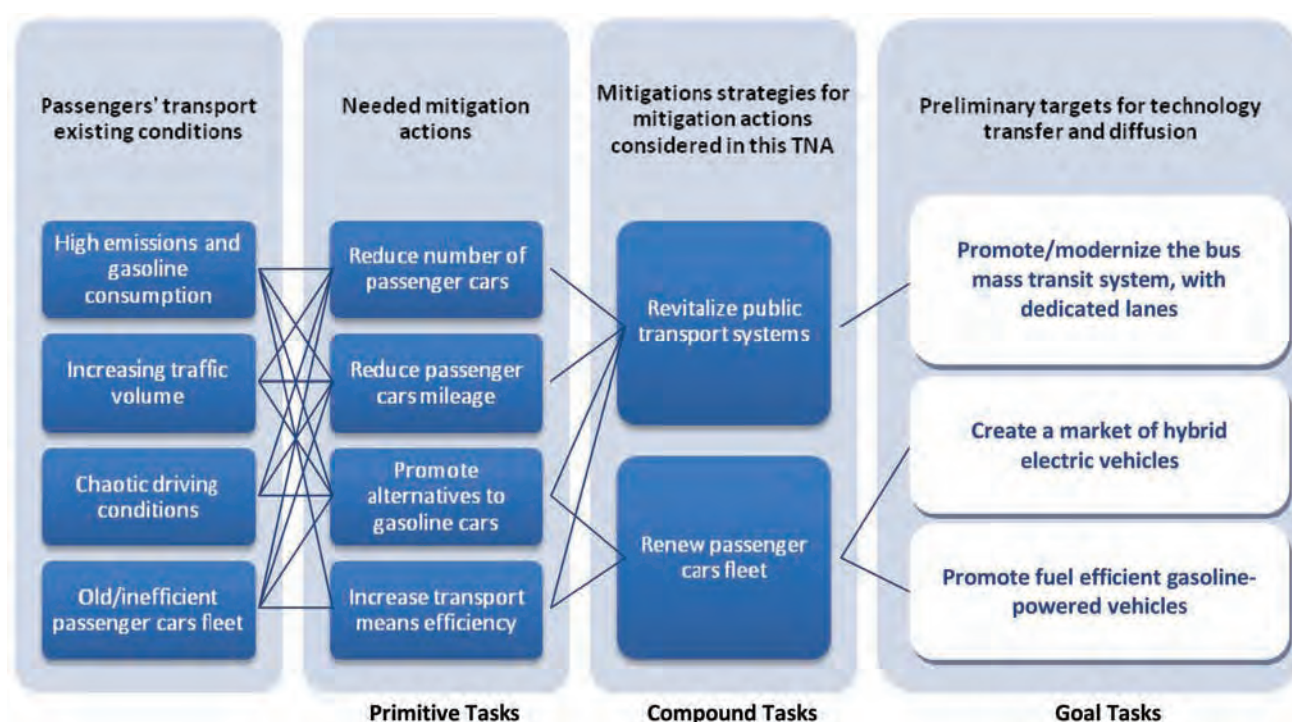 Passengers' transport
existing conditions
High emissions and
gasoline
consumption
Increasing traffic
volume
Chaotic driving
conditions
Old/inefficient
passenger cars fleet
Needed mitigation
actions
Reduce number of
passenger cars
Reduce passenger
cars mileage
Promote
alternatives to
gasoline cars
Increase transport
means efficiency
Primitive Tasks
Mitigations strategies for
mitigation actions
considered in this TNA
Revitalize public
transport systems
Renew passenger
cars fleet
Compound Tasks
Preliminary targets for technology
transfer and diffusion
Promote/modernize the bus
mass transit system, with
dedicated lanes
Create a market of hybrid
electric vehicles
Promote fuel efficient gasoline-
powered vehicles
Goal Tasks